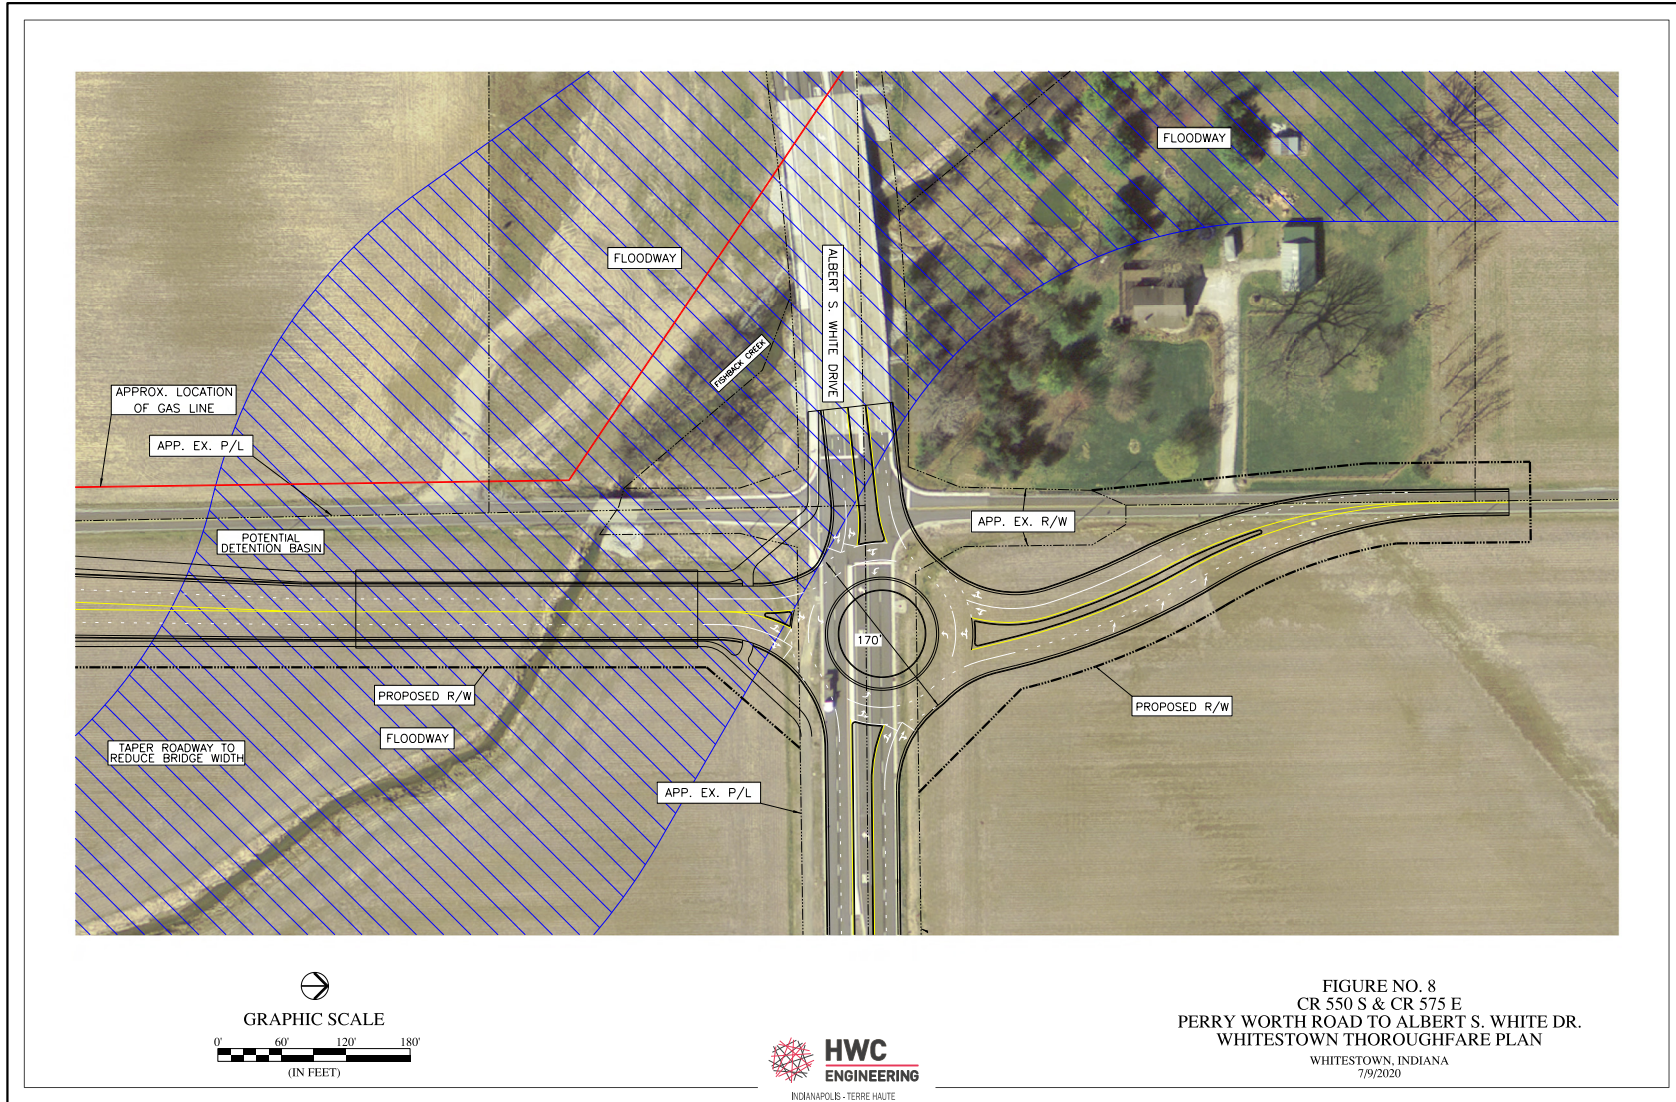 FLOODWAY
FLOODWAY
ALBERT S. WHITE DRIVE
FISHBACK CREEK
APPROX. LOCATION
OF GAS LINE
APP. EX. P/L
APP. EX. R/W
POTENTIAL
DETENTION BASIN
170'
PROPOSED R/W
PROPOSED R/W
FLOODWAY
TAPER ROADWAY TO
REDUCE BRIDGE WIDTH
APP. EX. P/L
GRAPHIC SCALE
0' 60' 120' 180'
(IN FEET)
HWC
ENGINEERING
INDIANAPOLIS - TERRE HAUTE
FIGURE NO. 8
CR 550 S & CR 575 E
PERRY WORTH ROAD TO ALBERT S. WHITE DR.
WHITESTOWN THOROUGHFARE PLAN
WHITESTOWN, INDIANA
7/9/2020